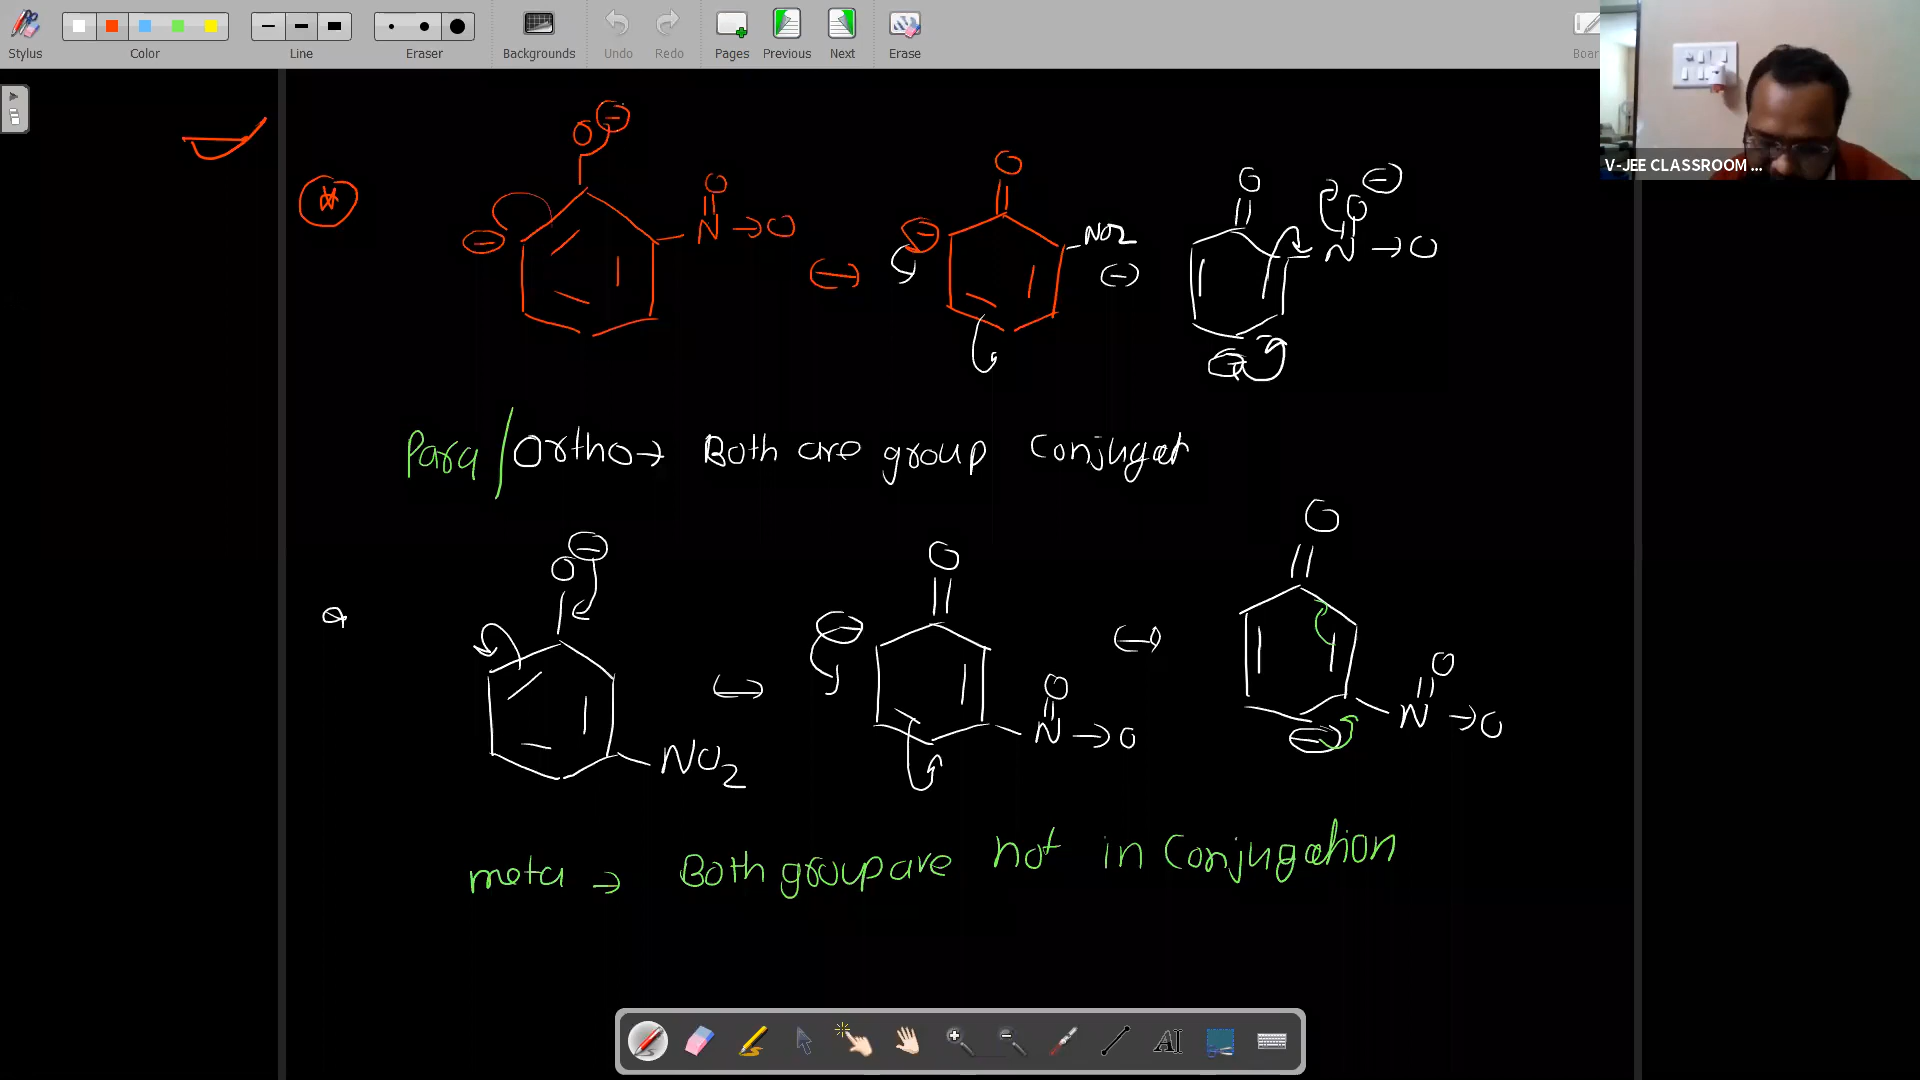 Stylus Color Line Eraser Backgrounds Undo Redo Pages Previous Next Erase
V-JEE CLASSROOM ...
O ⊖
O
N → O
⊖
↔
O
⊖
NO2
↔
O
O ⊖
N → O
⊖
Para / Ortho → Both are group Conjugat
O ⊖
NO2
↔
O
⊖
O
N → O
↔
O
⊖
O
N → O
meta → Both group are not in Conjugation